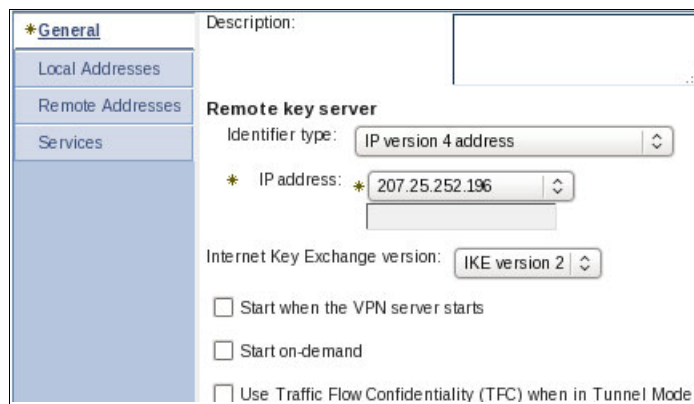 *General
Local Addresses
Remote Addresses
Services
Description:
Remote key server
Identifier type: IP version 4 address
* IP address: * 207.25.252.196
Internet Key Exchange version: IKE version 2
Start when the VPN server starts
Start on-demand
Use Traffic Flow Confidentiality (TFC) when in Tunnel Mode